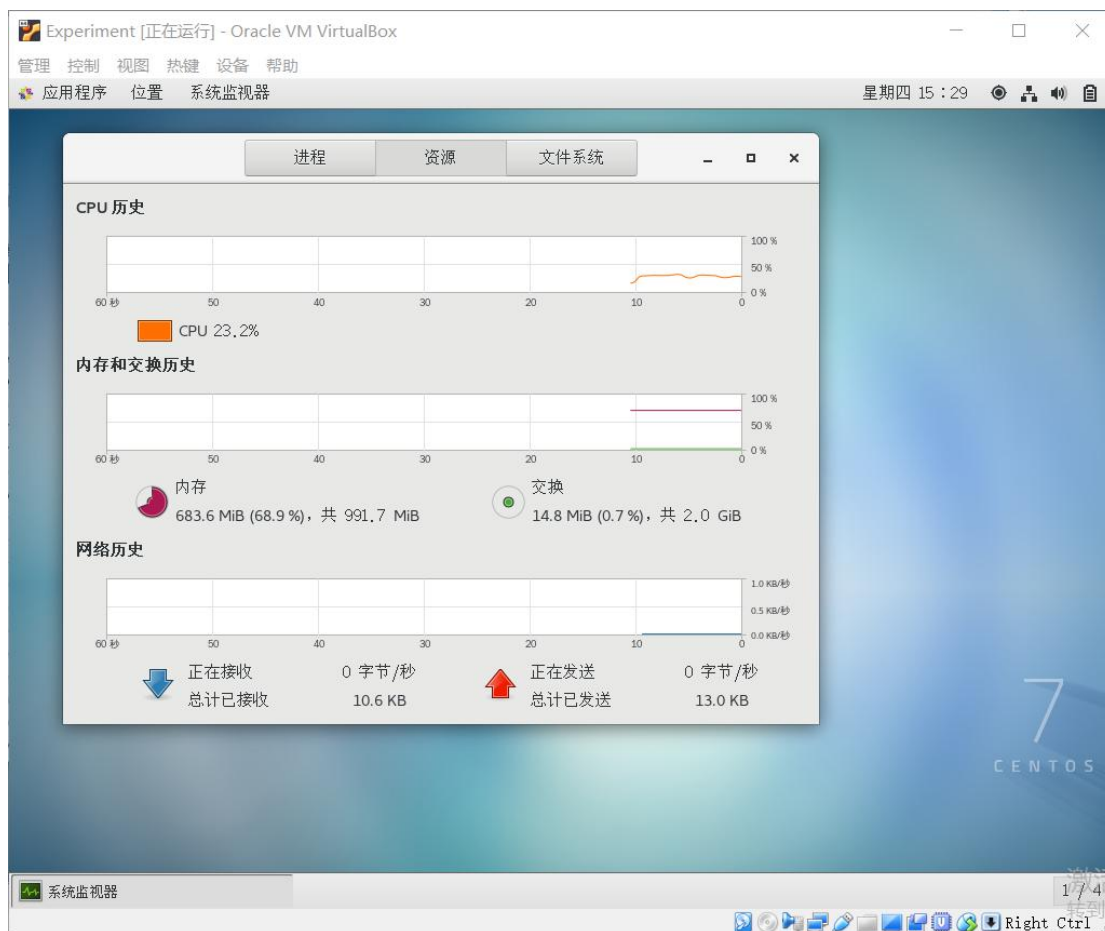 Experiment [正在运行] - Oracle VM VirtualBox
管理 控制 视图 热键 设备 帮助
应用程序 位置 系统监视器 星期四 15:29
进程 资源 文件系统
CPU 历史
100 %
50 %
0 %
60 秒 50 40 30 20 10 0
CPU 23.2%
内存和交换历史
100 %
50 %
0 %
60 秒 50 40 30 20 10 0
内存 交换
683.6 MiB (68.9 %), 共 991.7 MiB 14.8 MiB (0.7 %), 共 2.0 GiB
网络历史
1.0 KB/秒
0.5 KB/秒
0.0 KB/秒
60 秒 50 40 30 20 10 0
正在接收 0 字节/秒 正在发送 0 字节/秒
总计已接收 10.6 KB 总计已发送 13.0 KB
7
CENTOS
系统监视器 1 / 4
激活
转到
Right Ctrl